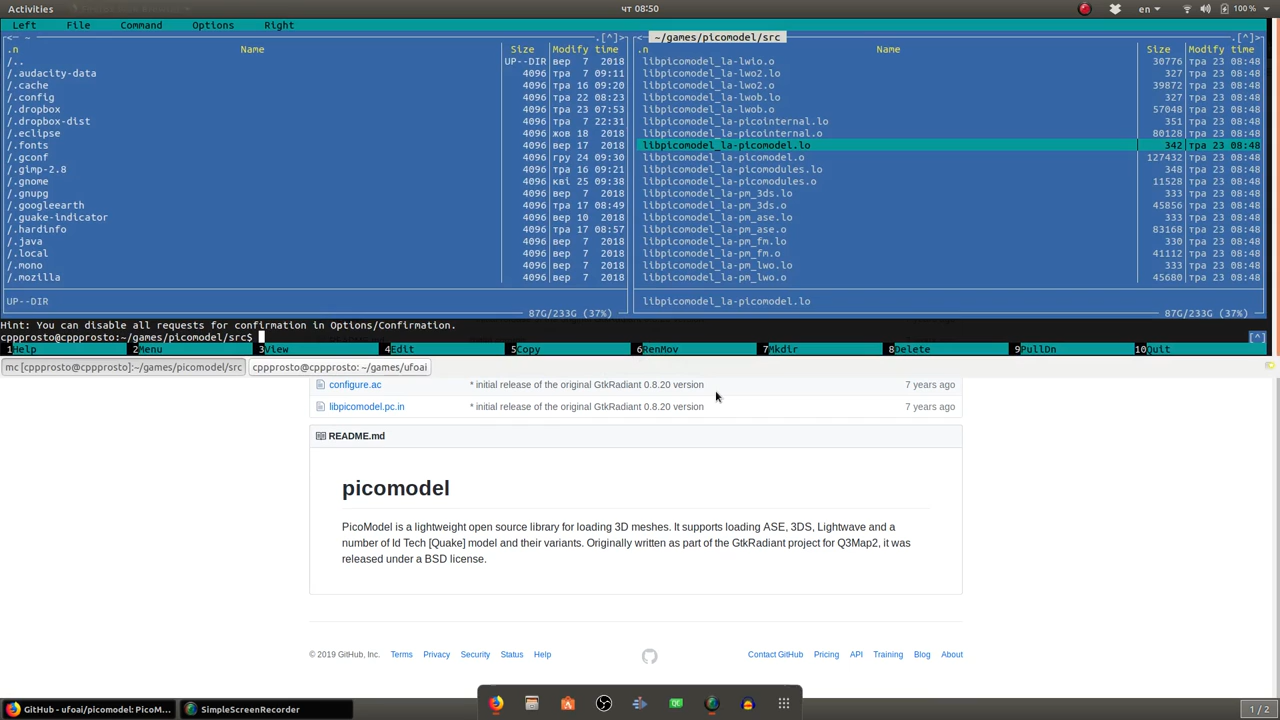 Activities
чт 08:50
en
100 %
Left File Command Options Right
<─ ~ .[^]>
.n Name Size Modify time
/.. UP--DIR вер 7 2018
/.audacity-data 4096 тра 7 09:11
/.cache 4096 тра 16 09:20
/.config 4096 тра 22 08:23
/.dropbox 4096 тра 23 07:53
/.dropbox-dist 4096 тра 7 22:31
/.eclipse 4096 жов 18 2018
/.fonts 4096 вер 17 2018
/.gconf 4096 гру 24 09:30
/.gimp-2.8 4096 тра 16 09:21
/.gnome 4096 кві 25 09:38
/.gnupg 4096 вер 7 2018
/.googleearth 4096 тра 17 08:49
/.guake-indicator 4096 вер 10 2018
/.hardinfo 4096 тра 17 08:57
/.java 4096 вер 7 2018
/.local 4096 вер 7 2018
/.mono 4096 вер 7 2018
/.mozilla 4096 вер 7 2018
UP--DIR
87G/233G (37%)
<─ ~/games/picomodel/src .[^]>
.n Name Size Modify time
libpicomodel_la-lwio.o 30776 тра 23 08:48
libpicomodel_la-lwo2.lo 327 тра 23 08:48
libpicomodel_la-lwo2.o 39872 тра 23 08:48
libpicomodel_la-lwob.lo 327 тра 23 08:48
libpicomodel_la-lwob.o 57048 тра 23 08:48
libpicomodel_la-picointernal.lo 351 тра 23 08:48
libpicomodel_la-picointernal.o 80128 тра 23 08:48
libpicomodel_la-picomodel.lo 342 тра 23 08:48
libpicomodel_la-picomodel.o 127432 тра 23 08:48
libpicomodel_la-picomodules.lo 348 тра 23 08:48
libpicomodel_la-picomodules.o 11528 тра 23 08:48
libpicomodel_la-pm_3ds.lo 333 тра 23 08:48
libpicomodel_la-pm_3ds.o 45856 тра 23 08:48
libpicomodel_la-pm_ase.lo 333 тра 23 08:48
libpicomodel_la-pm_ase.o 83168 тра 23 08:48
libpicomodel_la-pm_fm.lo 330 тра 23 08:48
libpicomodel_la-pm_fm.o 41112 тра 23 08:48
libpicomodel_la-pm_lwo.lo 333 тра 23 08:48
libpicomodel_la-pm_lwo.o 45680 тра 23 08:48
libpicomodel_la-picomodel.lo
87G/233G (37%)
Hint: You can disable all requests for confirmation in Options/Confirmation.
cppprosto@cppprosto:~/games/picomodel/src$ [^]
1Help 2Menu 3View 4Edit 5Copy 6RenMov 7Mkdir 8Delete 9PullDn 10Quit
mc [cppprosto@cppprosto]:~/games/picomodel/src cppprosto@cppprosto: ~/games/ufoai
configure.ac * initial release of the original GtkRadiant 0.8.20 version 7 years ago
libpicomodel.pc.in * initial release of the original GtkRadiant 0.8.20 version 7 years ago
README.md
picomodel
PicoModel is a lightweight open source library for loading 3D meshes. It supports loading ASE, 3DS, Lightwave and a
number of Id Tech [Quake] model and their variants. Originally written as part of the GtkRadiant project for Q3Map2, it was
released under a BSD license.
© 2019 GitHub, Inc. Terms Privacy Security Status Help Contact GitHub Pricing API Training Blog About
GitHub - ufoai/picomodel: PicoM... SimpleScreenRecorder 1 / 2